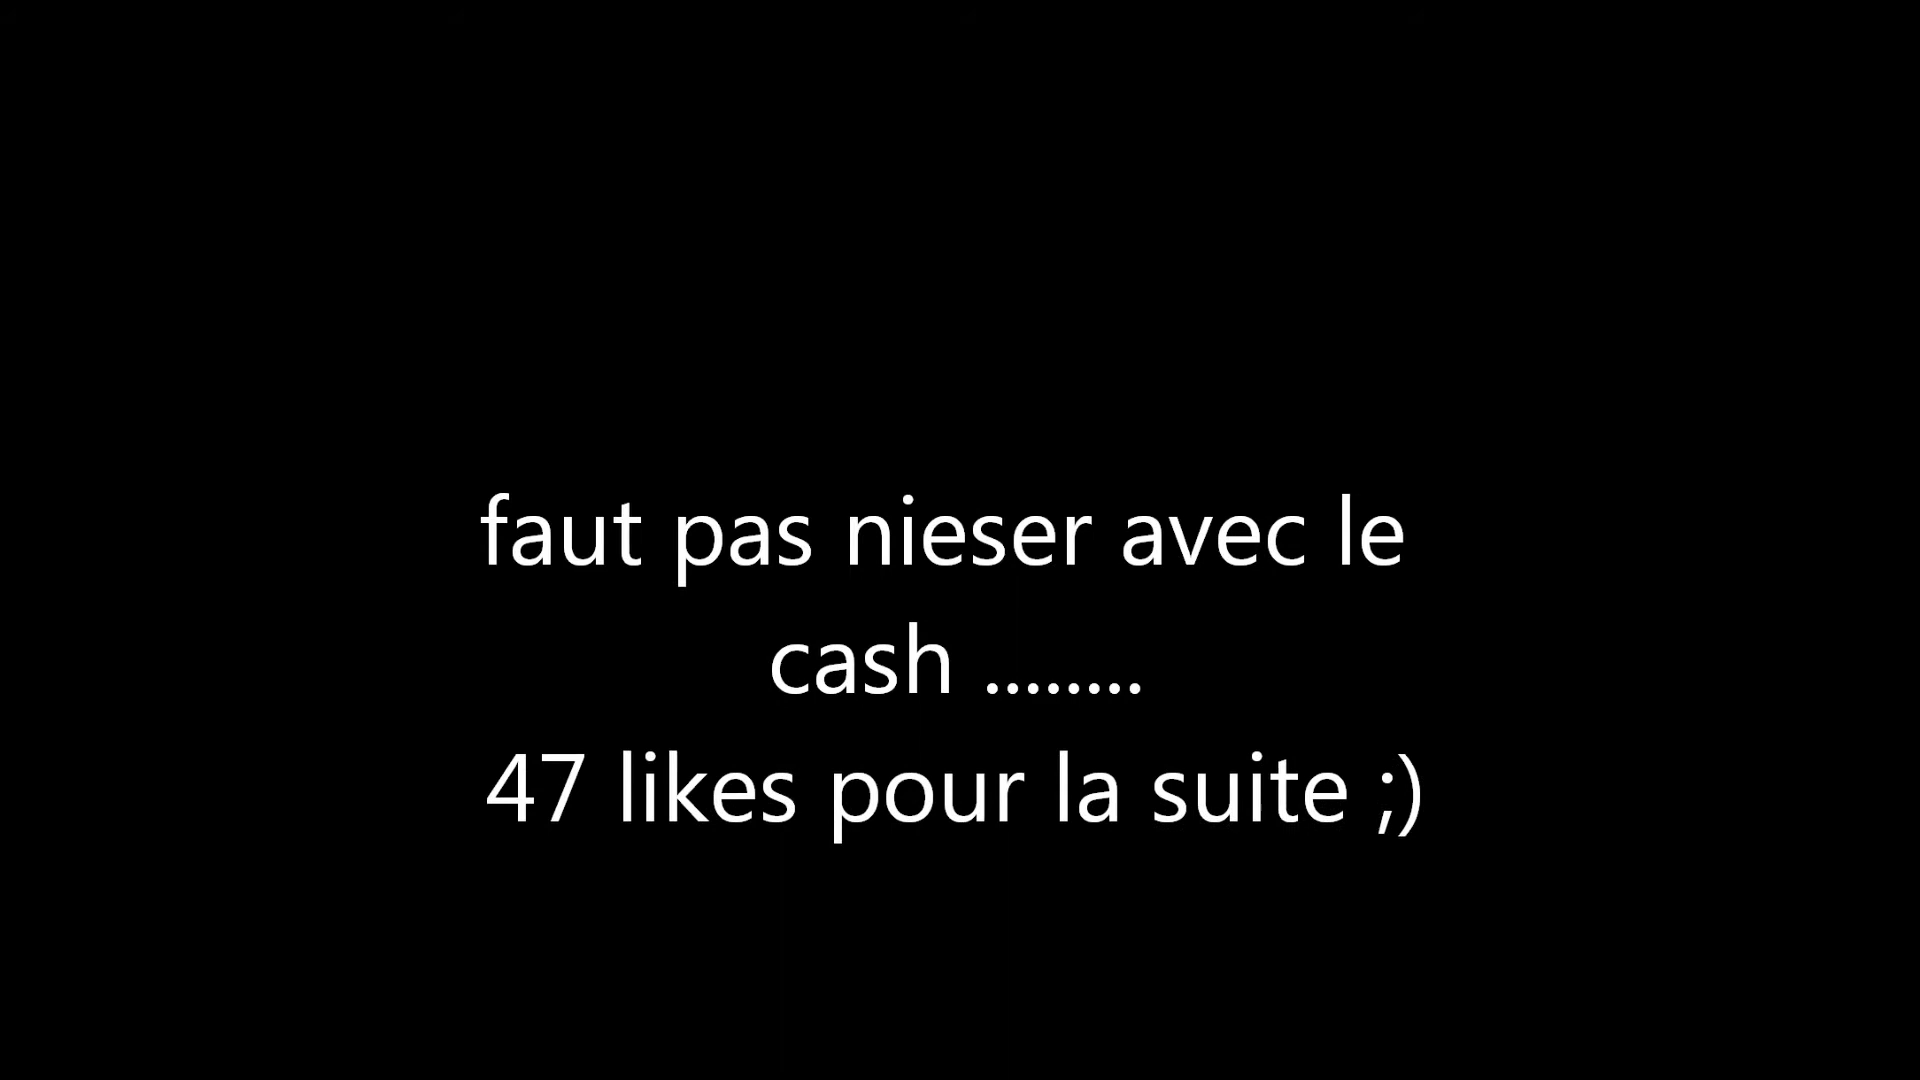 faut pas nieser avec le
cash ........
47 likes pour la suite ;)